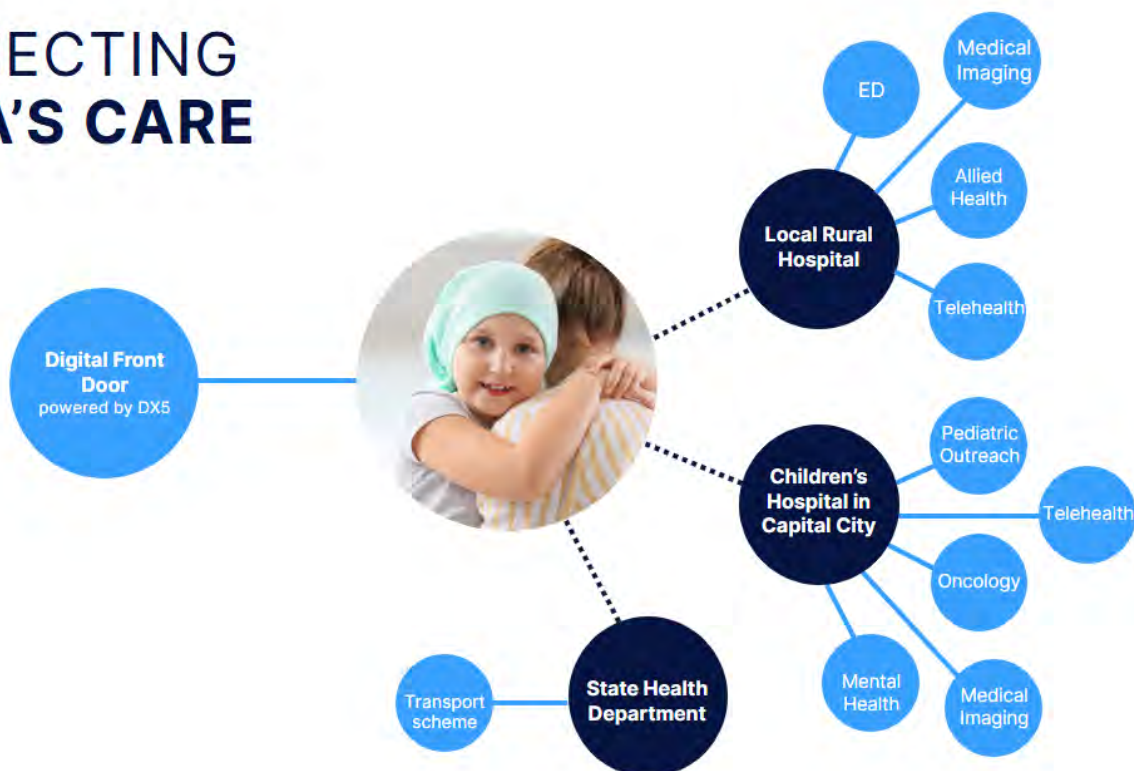 ECTING
A'S CARE
ED
Medical
Imaging
Allied
Health
Local Rural
Hospital
Telehealth
Digital Front
Door
powered by DX5
Pediatric
Outreach
Children's
Hospital in
Capital City
Telehealth
Oncology
Mental
Health
Medical
Imaging
State Health
Department
Transport
scheme